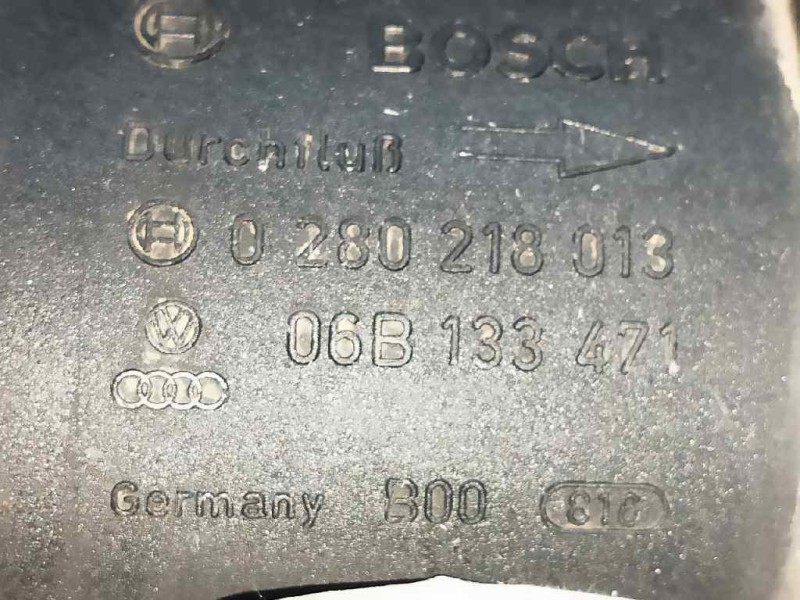 BOSCH
Durchfluß
0 280 218 013
06B 133 471
Germany B00 816